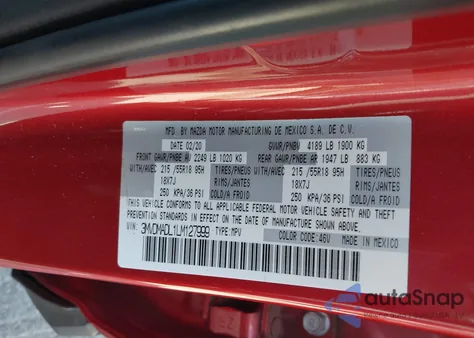 MFD. BY MAZDA MOTOR MANUFACTURING DE MEXICO S.A. DE C.V.
DATE 02/20 GVWR/PNBV 4189 LB 1900 KG
FRONT GAWR/PNBE AV 2249 LB 1020 KG REAR GAWR/PNBE AR 1947 LB 883 KG
WITH/AVEC 215/55R18 95H TIRES/PNEUS WITH/AVEC 215/55R18 95H TIRES/PNEUS
18X7J RIMS/JANTES 18X7J RIMS/JANTES
250 KPA/36 PSI COLD/A FROID 250 KPA/36 PSI COLD/A FROID
THIS VEHICLE CONFORMS TO ALL APPLICABLE FEDERAL MOTOR VEHICLE SAFETY, BUMPER, AND THEFT
PREVENTION STANDARDS IN EFFECT ON THE DATE OF MANUFACTURE SHOWN ABOVE.
VIN: 3MVDMADL1LM127999 TYPE: MPV
COLOR CODE: 46V MADE IN MEXICO
autoSnap